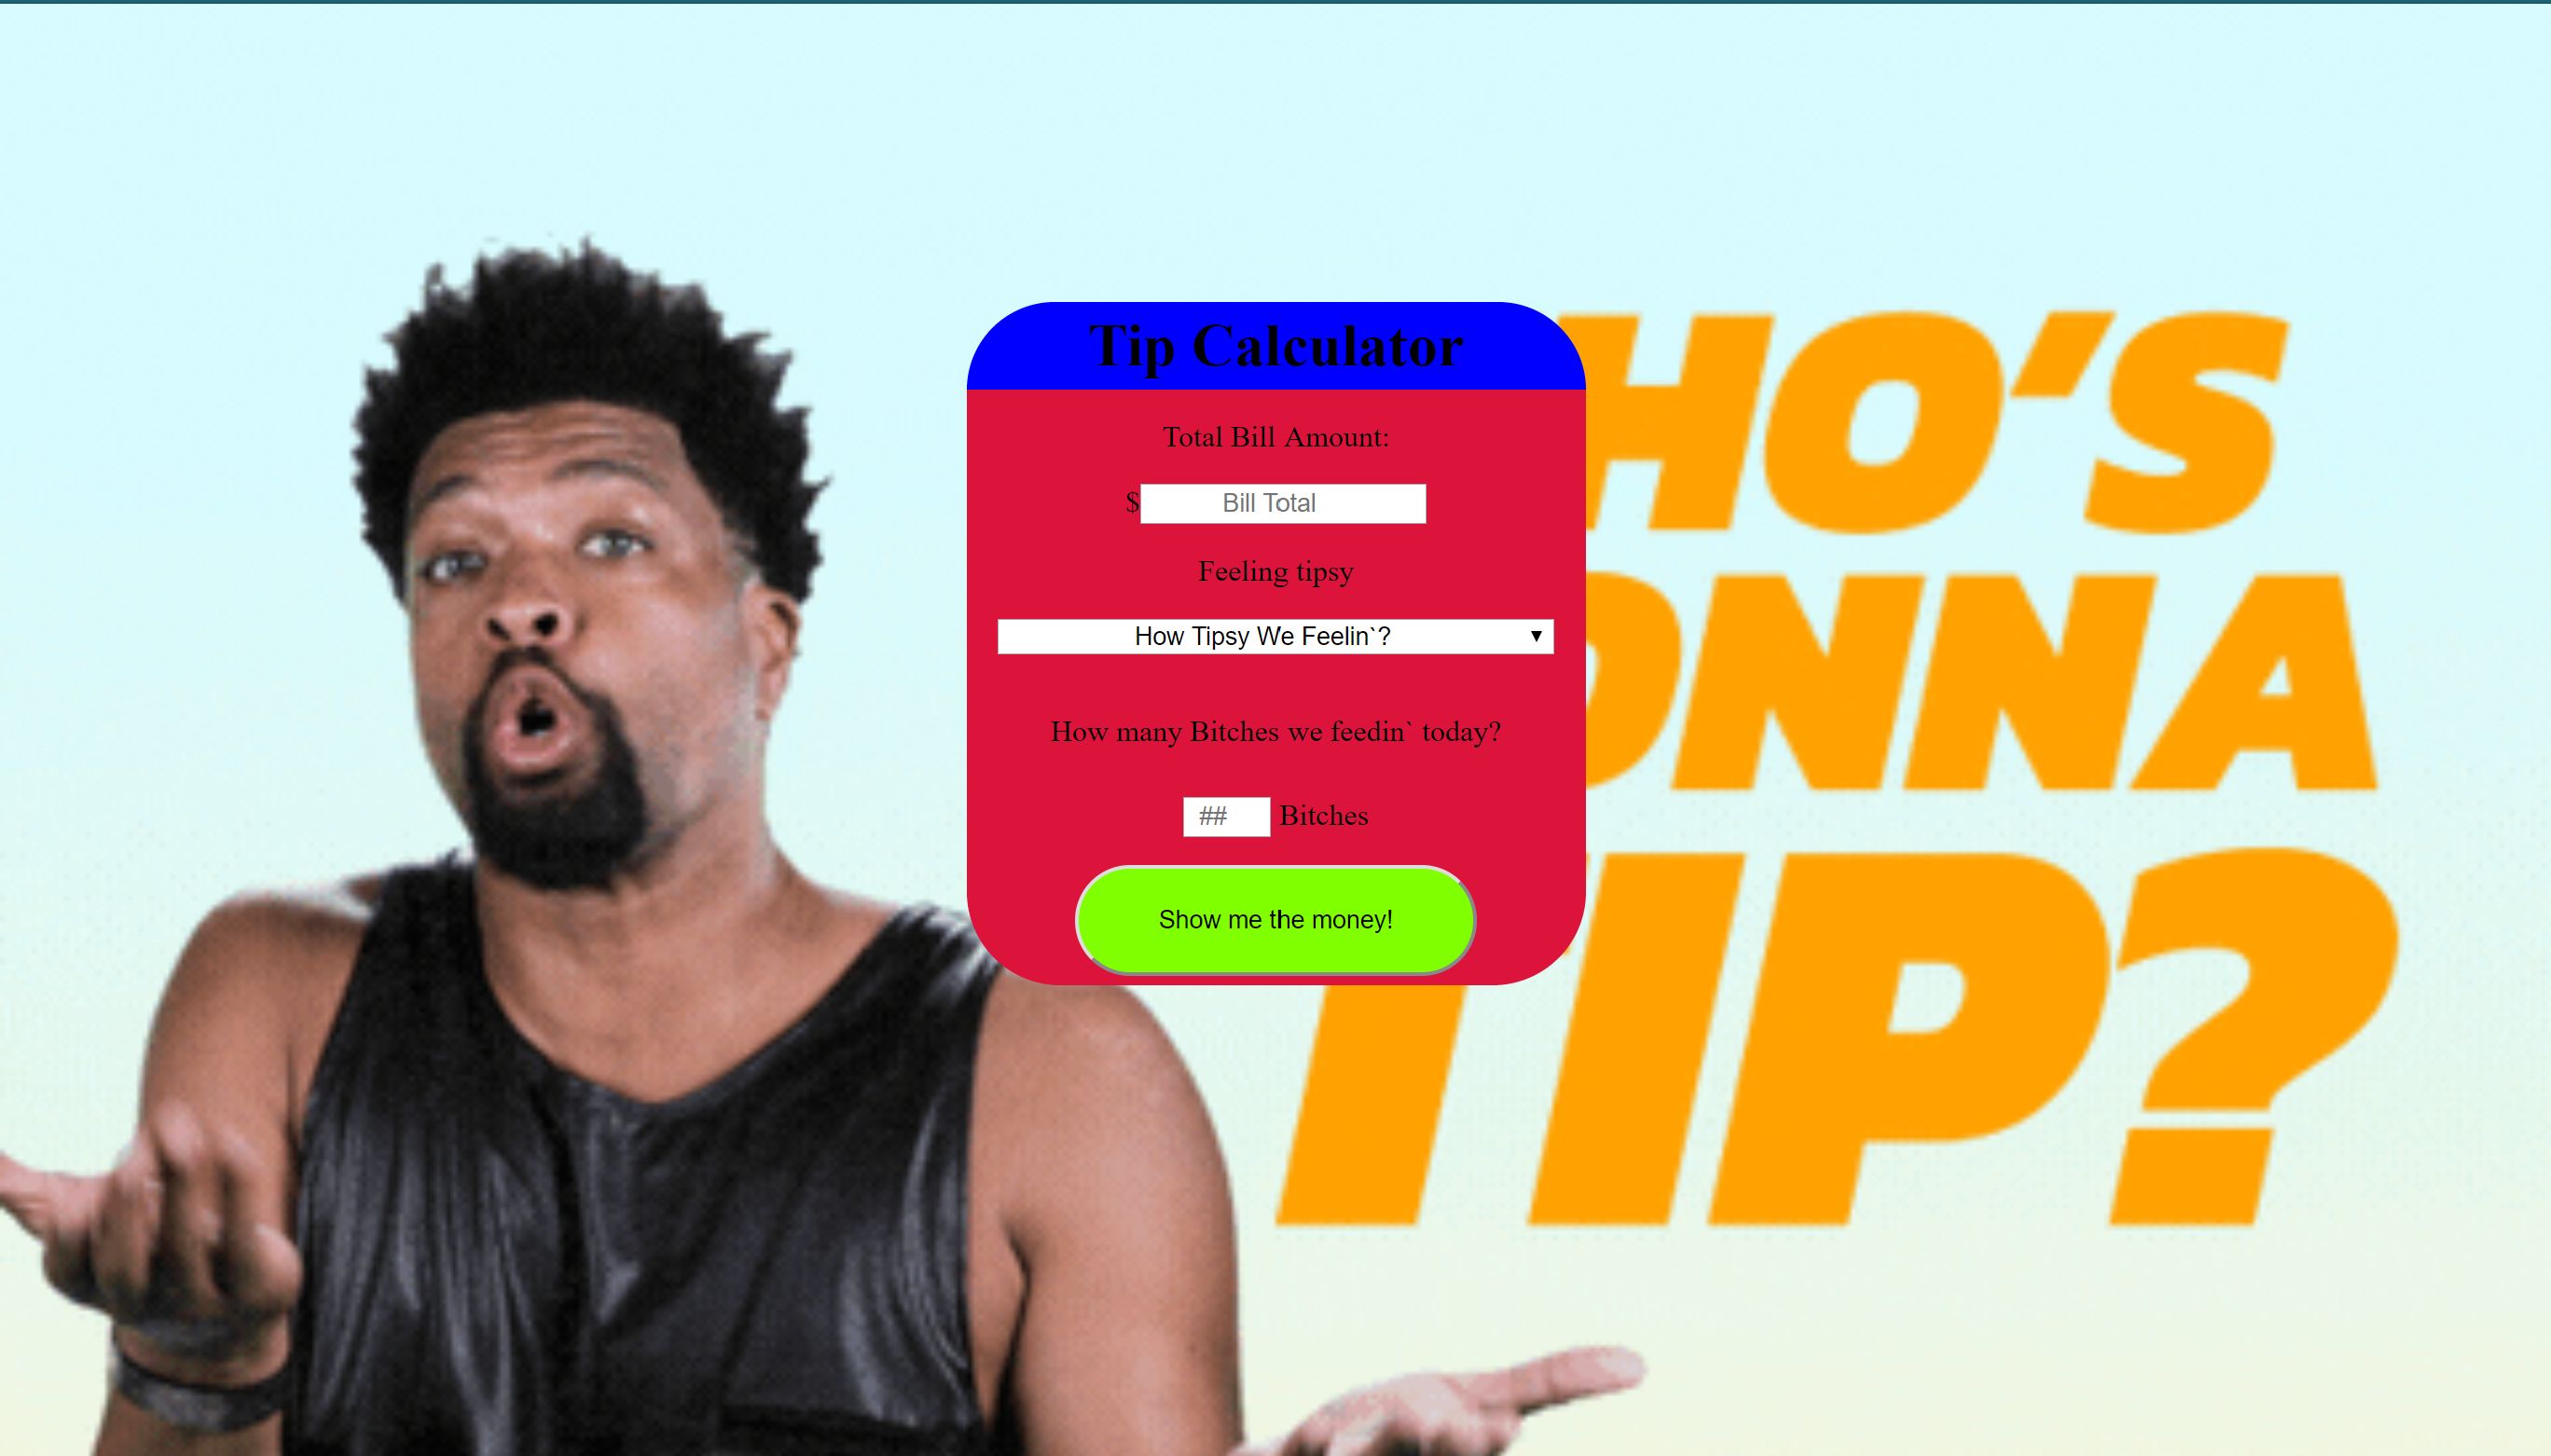 Tip Calculator
Total Bill Amount:
$ Bill Total
Feeling tipsy
How Tipsy We Feelin`?
How many Bitches we feedin` today?
## Bitches
Show me the money!
HO'S
ONNA
TIP?